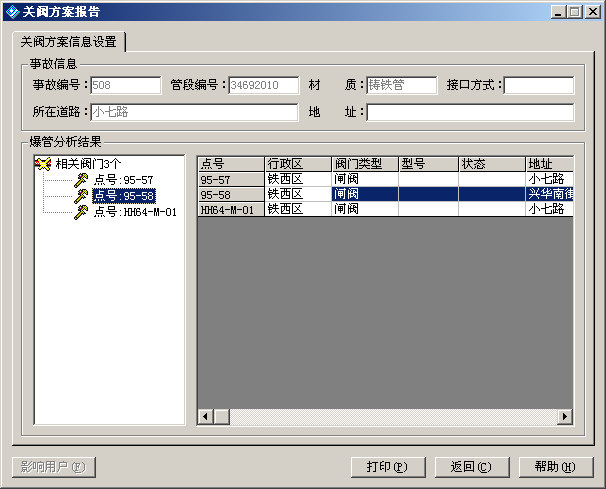 关阀方案报告
关阀方案信息设置
事故信息
事故编号：508 管段编号：34692010 材 质：铸铁管 接口方式：
所在道路：小七路 地 址：
爆管分析结果
相关阀门3个
点号:95-57
点号:95-58
点号:HH64-M-01
点号 行政区 阀门类型 型号 状态 地址
95-57 铁西区 闸阀 小七路
95-58 铁西区 闸阀 兴华南街
HH64-M-01 铁西区 闸阀 小七路
影响用户(F) 打印(P) 返回(C) 帮助(H)